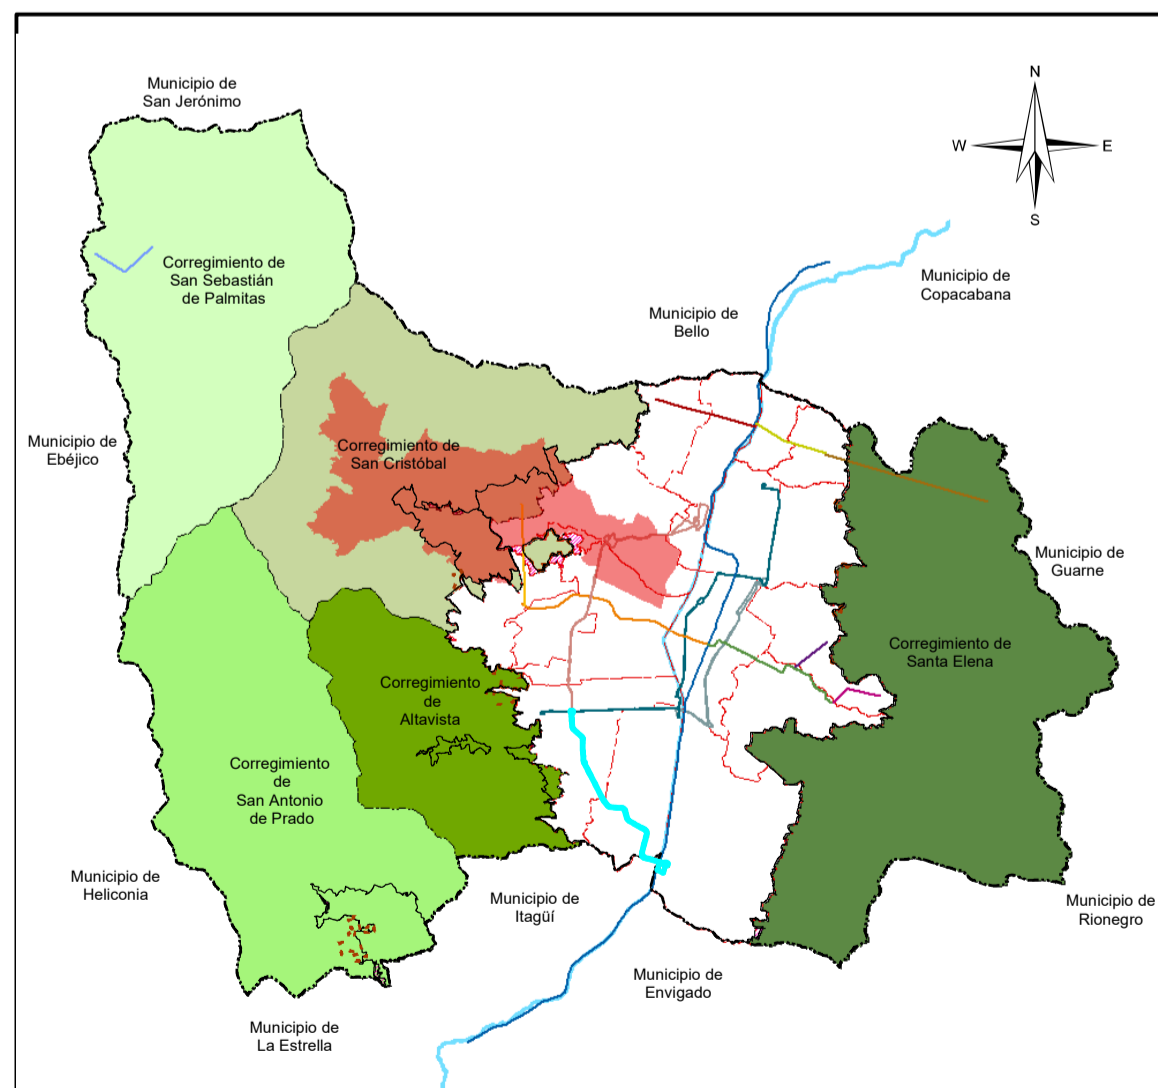 Municipio de
San Jerónimo
N
W
E
S
Corregimiento de
San Sebastián
de Palmitas
Municipio de
Copacabana
Municipio de
Bello
Municipio de
Ebéjico
Corregimiento de
San Cristóbal
Municipio de
Guarne
Corregimiento de
Santa Elena
Corregimiento
de
Altavista
Corregimiento
de
San Antonio
de Prado
Municipio de
Heliconia
Municipio de
Itagüí
Municipio de
Rionegro
Municipio de
Envigado
Municipio de
La Estrella